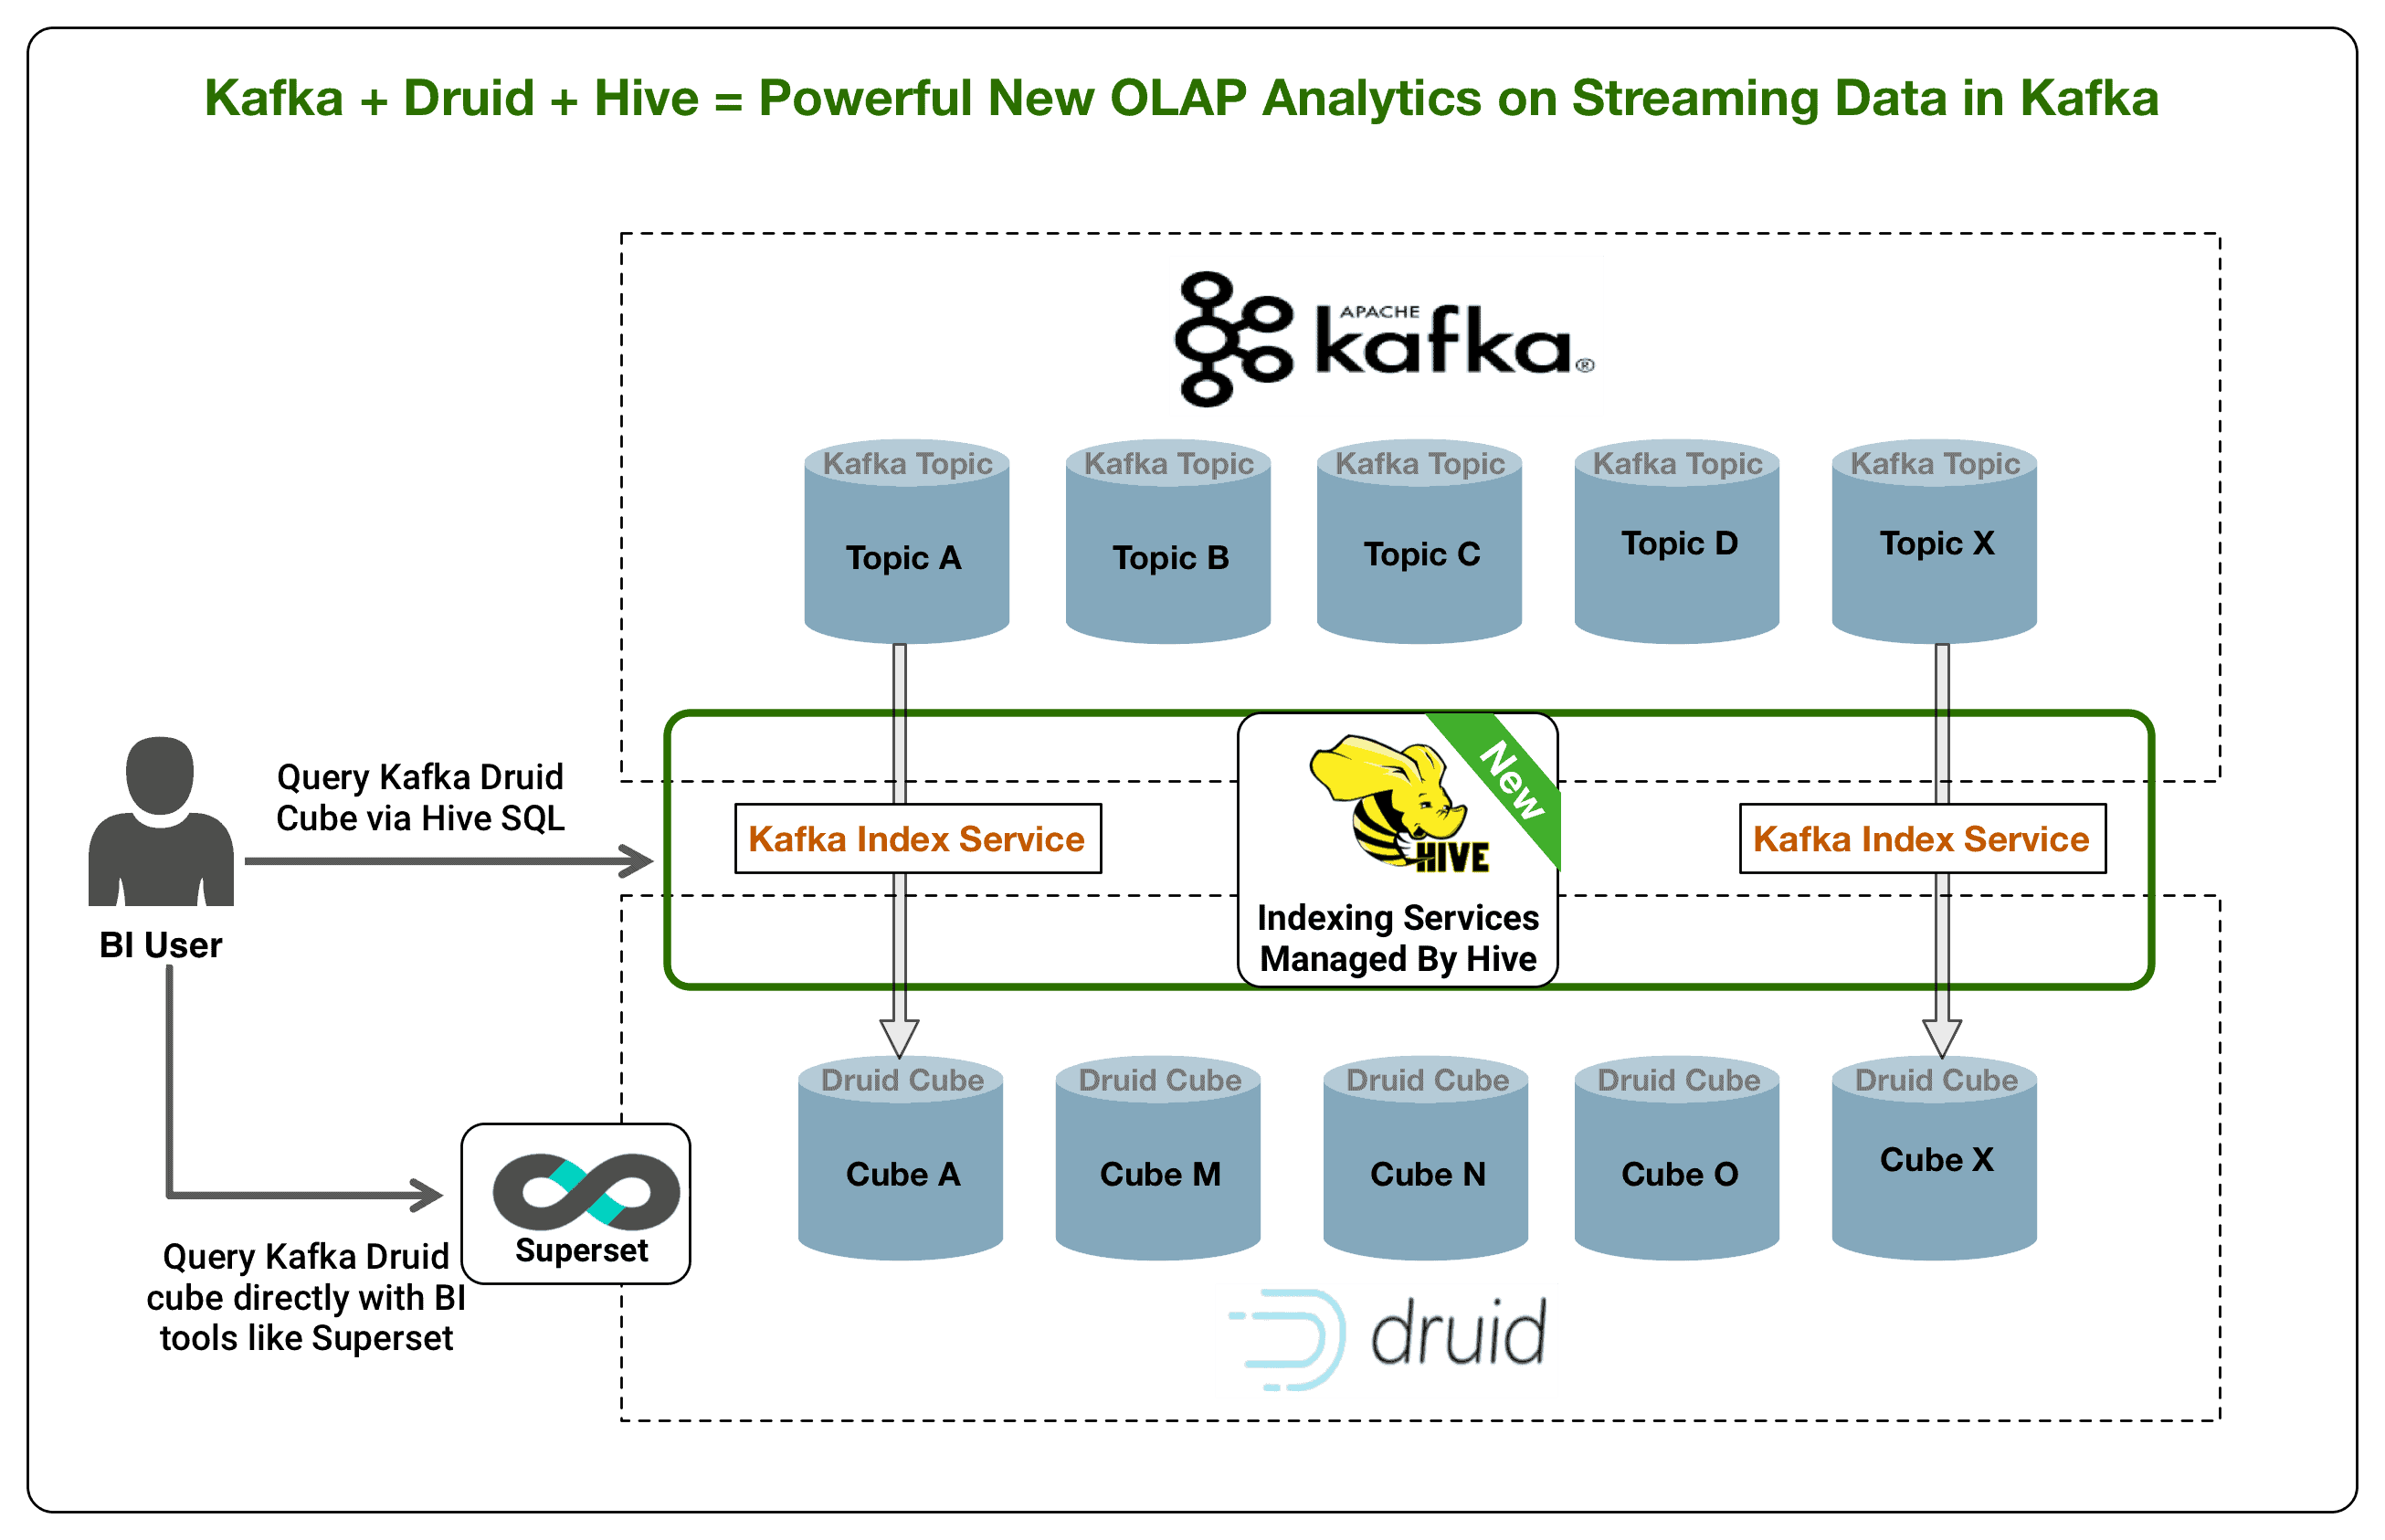 Kafka + Druid + Hive = Powerful New OLAP Analytics on Streaming Data in Kafka
APACHE
kafka®
Kafka Topic
Topic A
Kafka Topic
Topic B
Kafka Topic
Topic C
Kafka Topic
Topic D
Kafka Topic
Topic X
Query Kafka Druid
Cube via Hive SQL
BI User
Kafka Index Service
HIVE
New
Indexing Services
Managed By Hive
Kafka Index Service
Druid Cube
Cube A
Druid Cube
Cube M
Druid Cube
Cube N
Druid Cube
Cube O
Druid Cube
Cube X
Superset
Query Kafka Druid
cube directly with BI
tools like Superset
druid